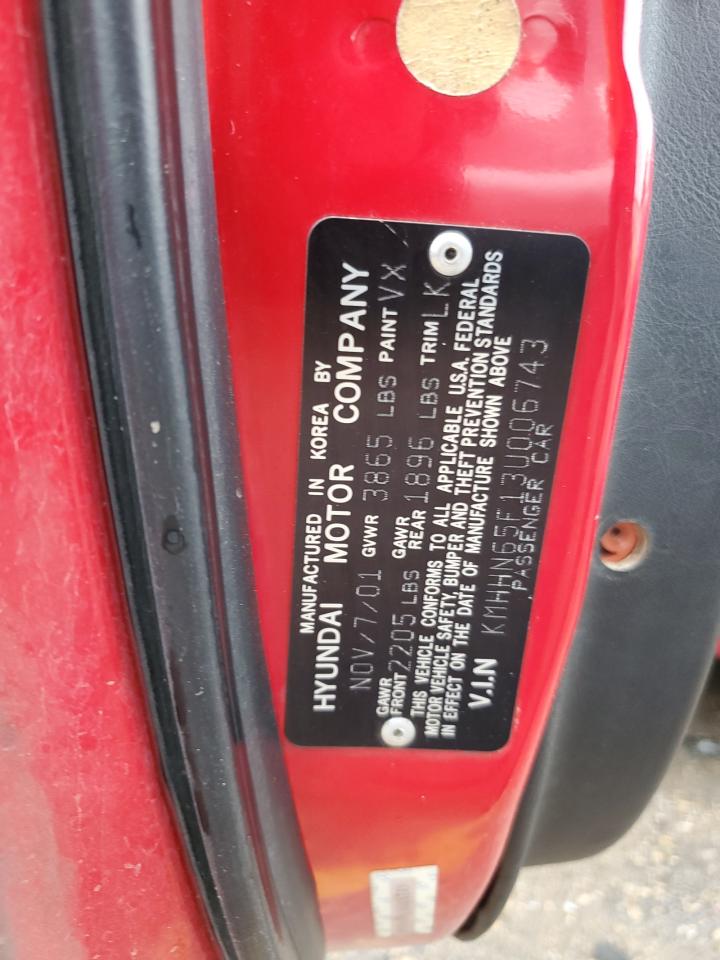 MANUFACTURED IN KOREA BY
HYUNDAI MOTOR COMPANY
NOV/7/01 GVWR 3865 LBS PAINT VX
GAWR FRONT 2205 LBS GAWR REAR 1896 LBS TRIM LK
THIS VEHICLE CONFORMS TO ALL APPLICABLE U.S.A. FEDERAL
MOTOR VEHICLE SAFETY, BUMPER AND THEFT PREVENTION STANDARDS
IN EFFECT ON THE DATE OF MANUFACTURE SHOWN ABOVE
V.I.N KMHHN65F13U006743
PASSENGER CAR